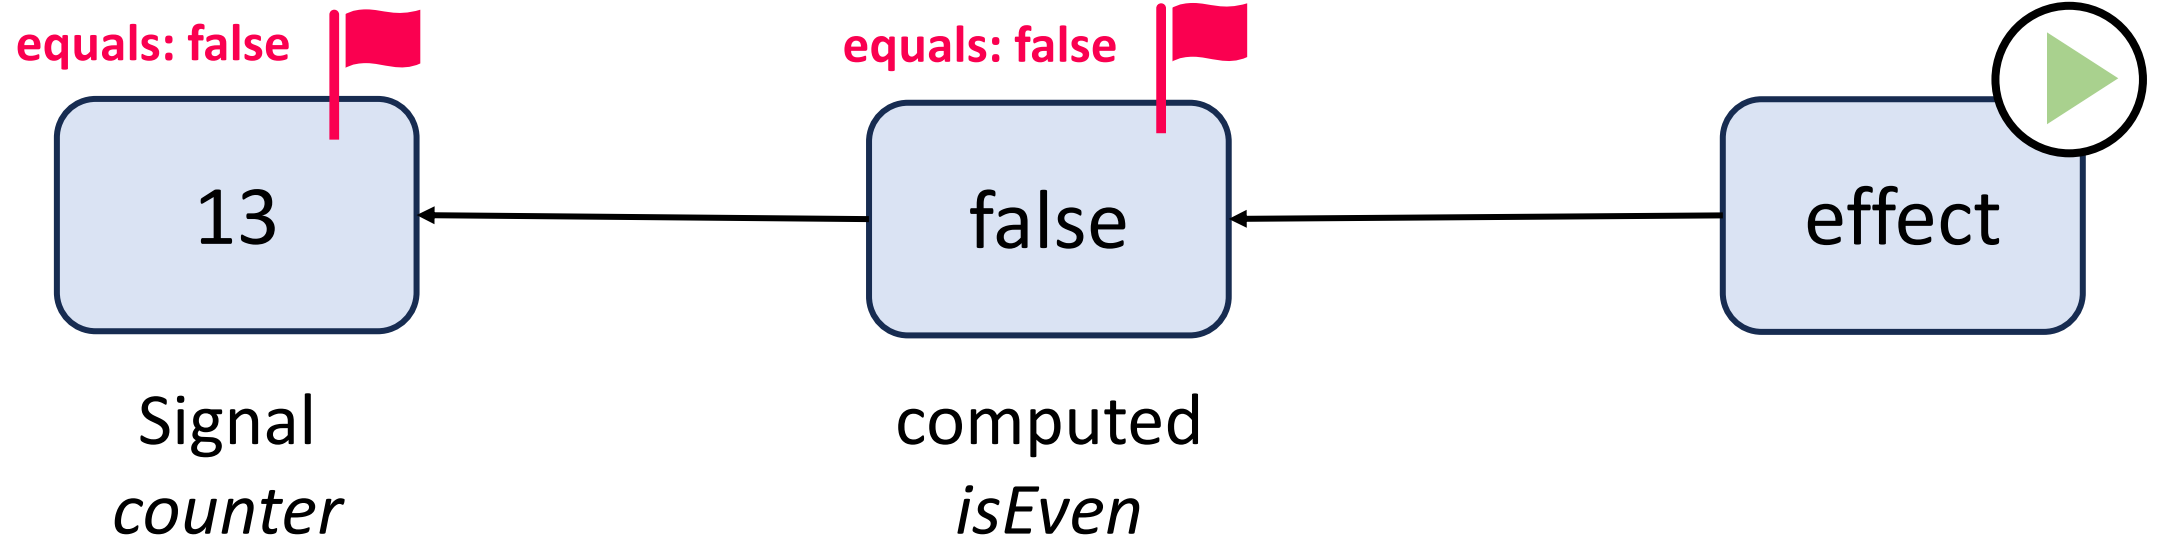 equals: false
equals: false
13
false
effect
Signal
counter
computed
isEven